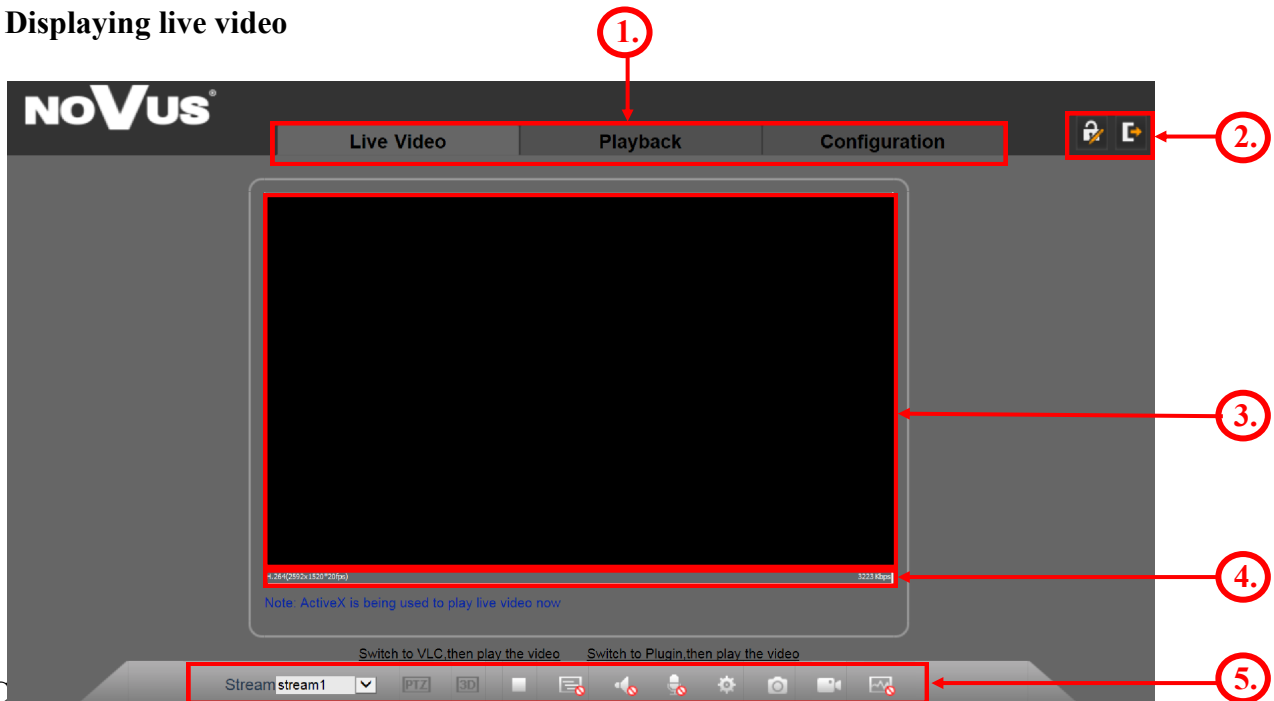 Displaying live video
1.
NOVUS®
Live Video
Playback
Configuration
2.
3.
H.264(2592x1520*20fps)
3223 Kbps
4.
Note: ActiveX is being used to play live video now
Switch to VLC,then play the video
Switch to Plugin,then play the video
Stream stream1
PTZ
3D
5.